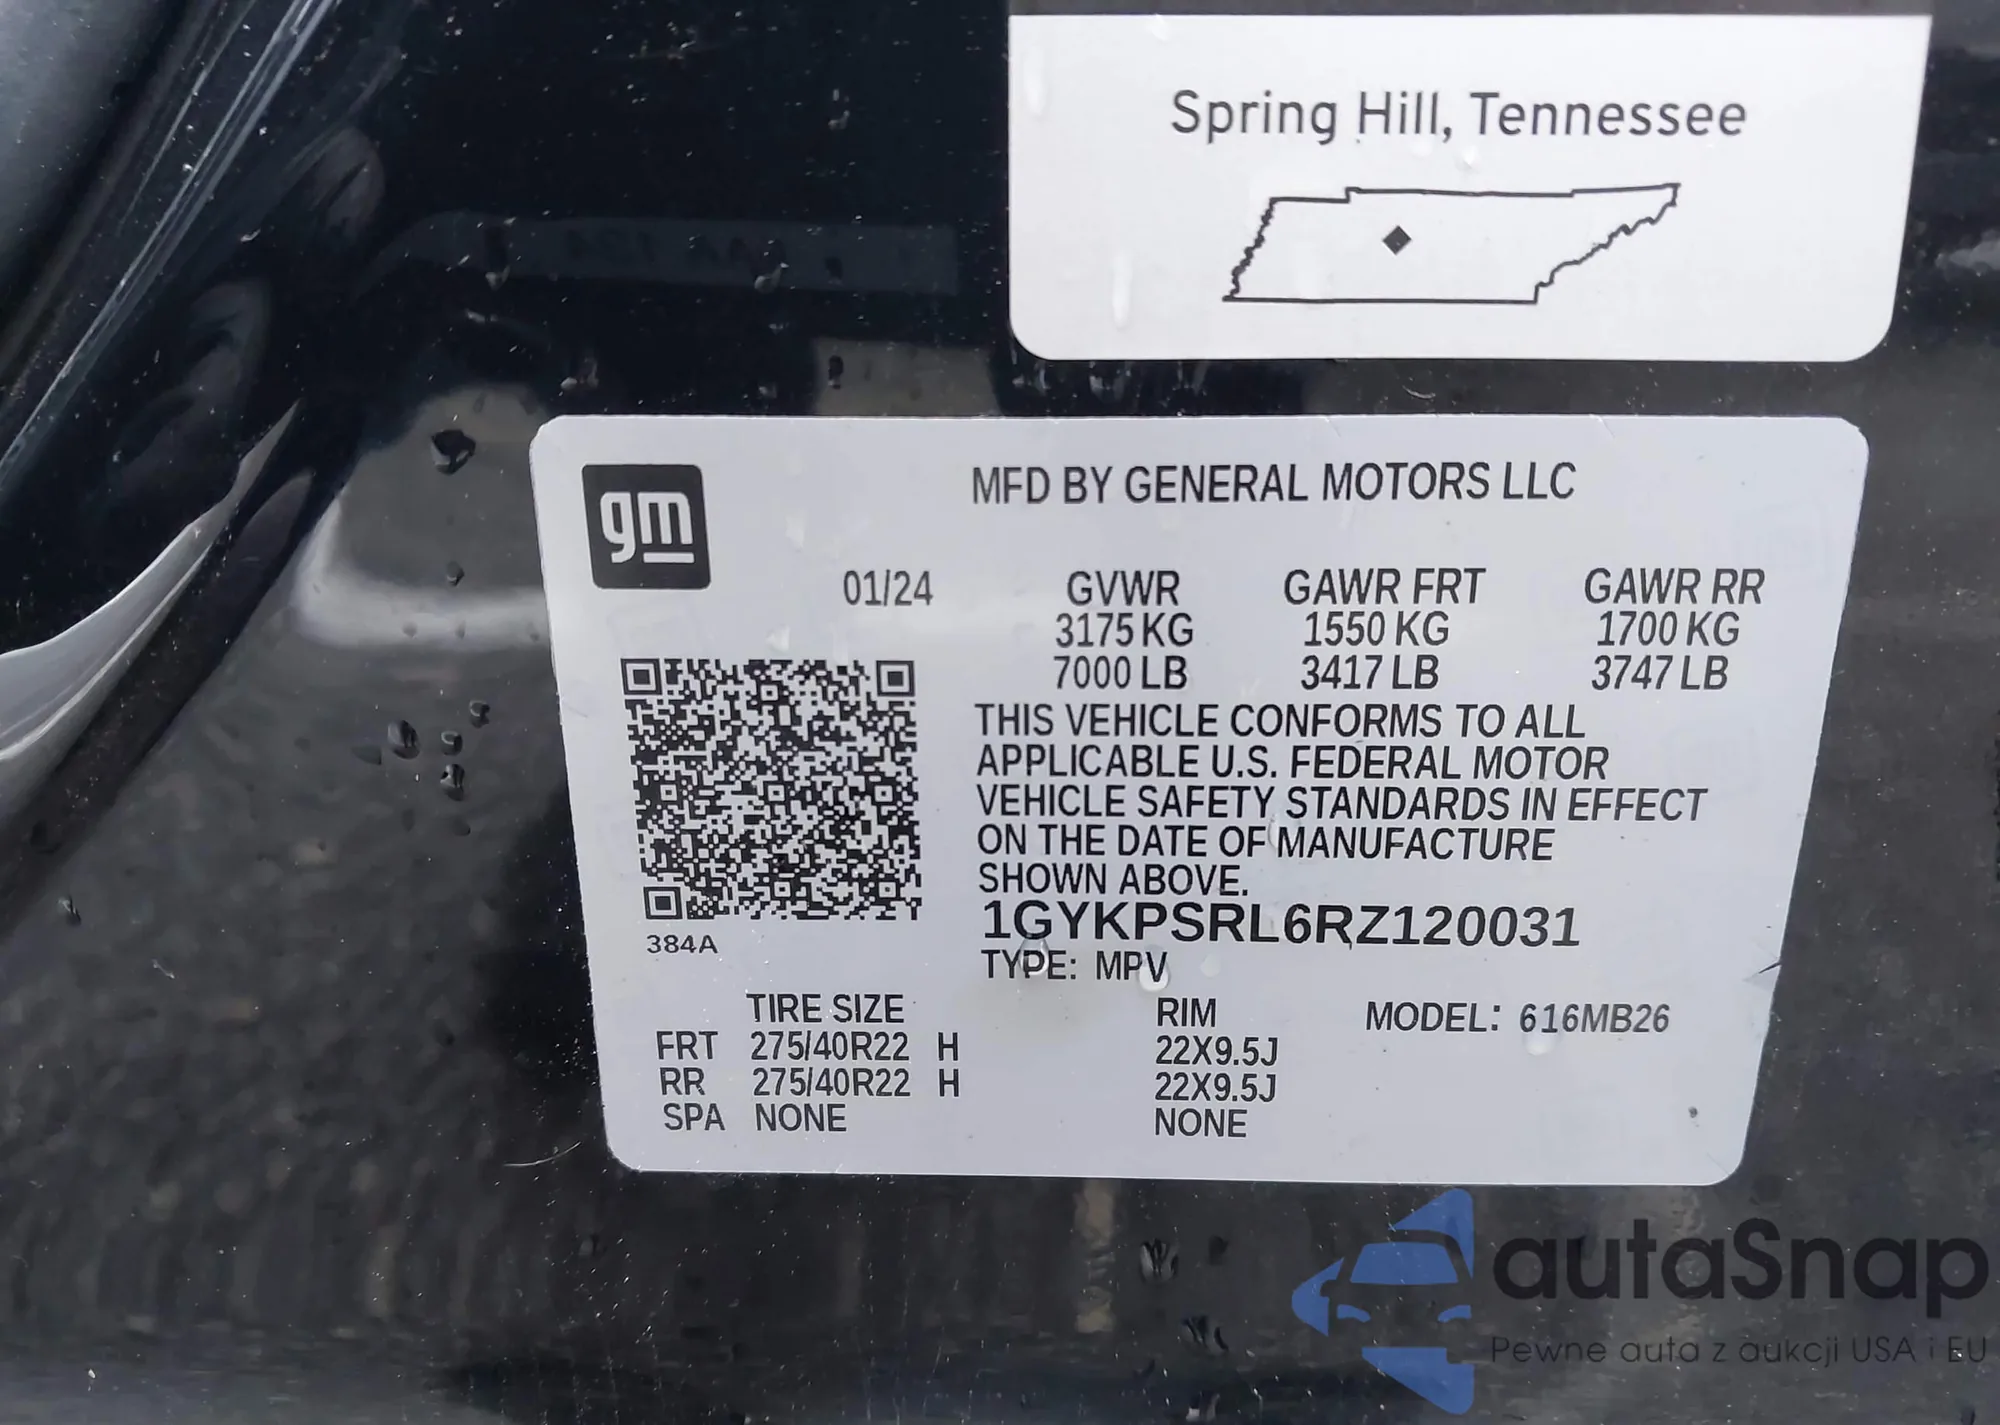 Spring Hill, Tennessee
gm
MFD BY GENERAL MOTORS LLC
01/24 GVWR GAWR FRT GAWR RR
3175 KG 1550 KG 1700 KG
7000 LB 3417 LB 3747 LB
THIS VEHICLE CONFORMS TO ALL
APPLICABLE U.S. FEDERAL MOTOR
VEHICLE SAFETY STANDARDS IN EFFECT
ON THE DATE OF MANUFACTURE
SHOWN ABOVE.
1GYKPSRL6RZ120031
384A
TYPE: MPV
TIRE SIZE RIM MODEL: 616MB26
FRT 275/40R22 H 22X9.5J
RR 275/40R22 H 22X9.5J
SPA NONE NONE
autaSnap
Pewne auta z aukcji USA i EU